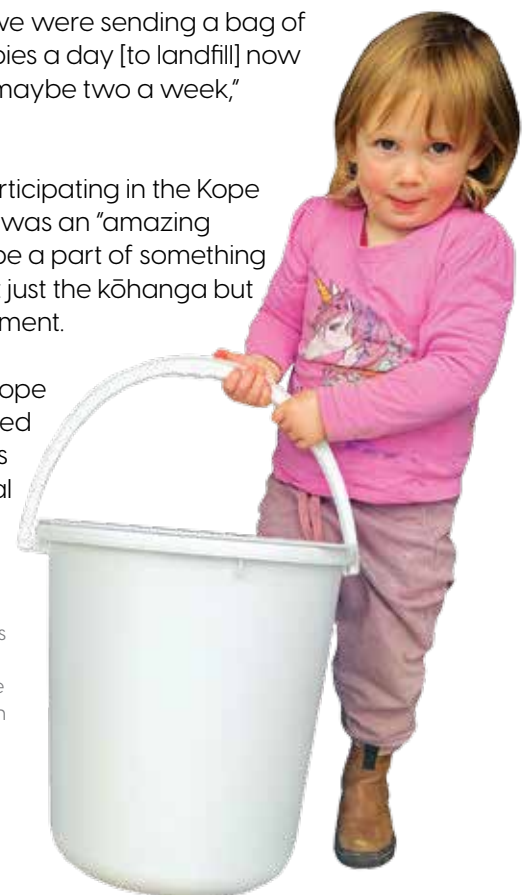 we were sending a bag of
pies a day [to landfill] now
maybe two a week,”
rticipating in the Kope
was an “amazing
be a part of something
just the kōhanga but
ment.
ope
ed
s
al
s
e
n